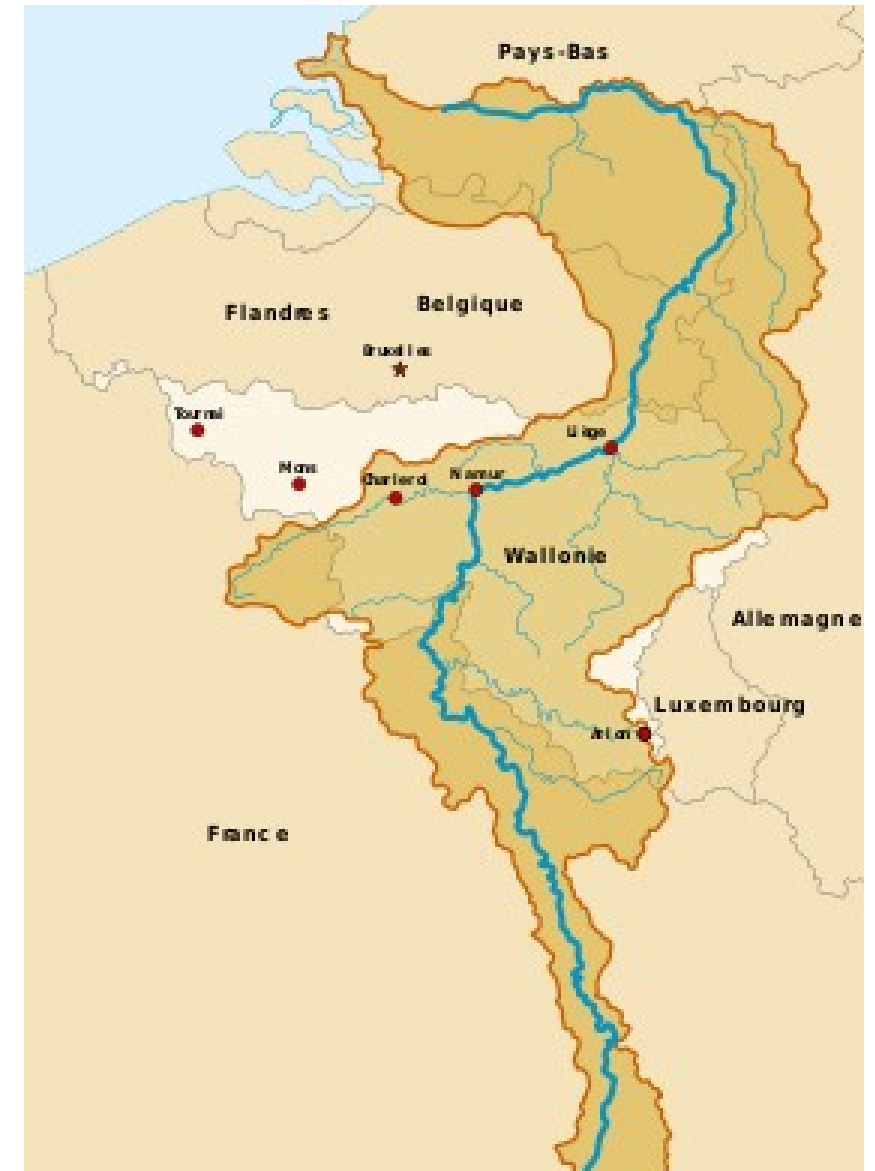 Pays-Bas
Belgique
Flandres
Bruxelles
Tournai
Liège
Mons
Charleroi
Namur
Wallonie
Allemagne
Luxembourg
Arlon
France